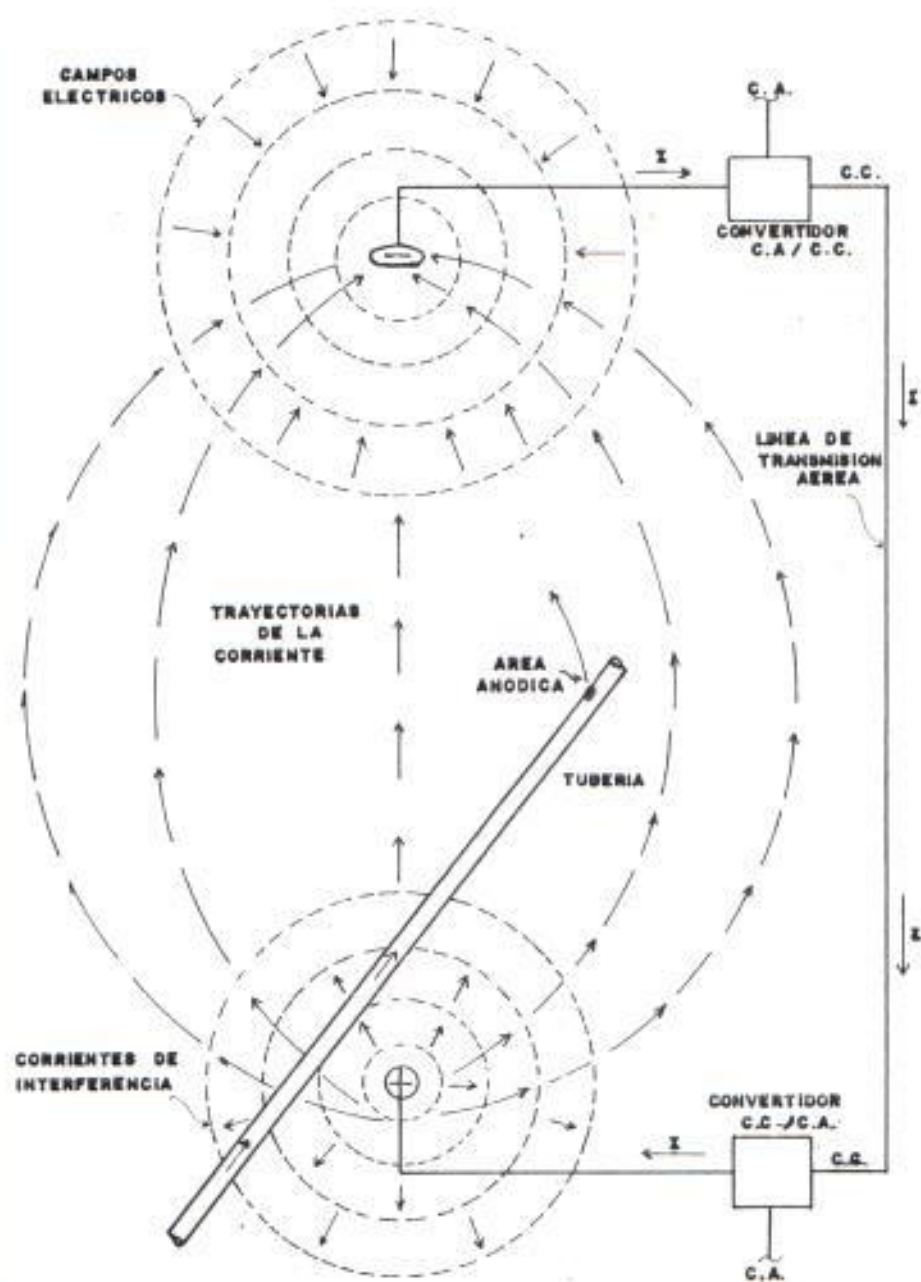 CAMPOS
ELECTRICOS
C. A.
I
C.C.
CONVERTIDOR
C.A / C.C.
I
LINEA DE
TRANSMISION
AEREA
TRAYECTORIAS
DE LA
CORRIENTE
AREA
ANODICA
TUBERIA
I
CORRIENTES DE
INTERFERENCIA
+
CONVERTIDOR
C.C-/C.A.
I
C.C.
C.A.